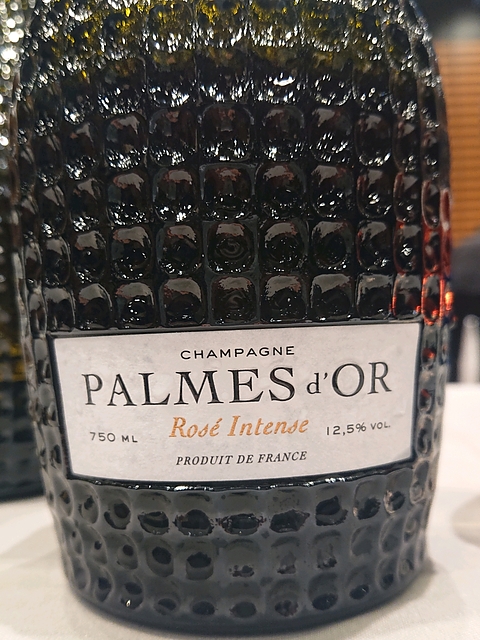 CHAMPAGNE
PALMES d'OR
Rosé Intense
750 ML
12,5% VOL.
PRODUIT DE FRANCE